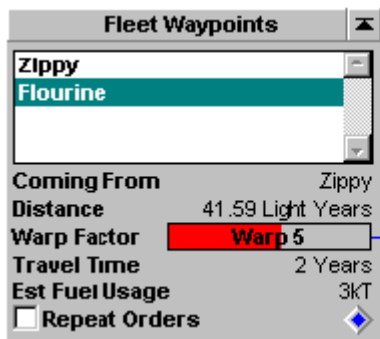 Fleet Waypoints
Zippy
Flourine
Coming From Zippy
Distance 41.59 Light Years
Warp Factor Warp 5
Travel Time 2 Years
Est Fuel Usage 3kT
Repeat Orders